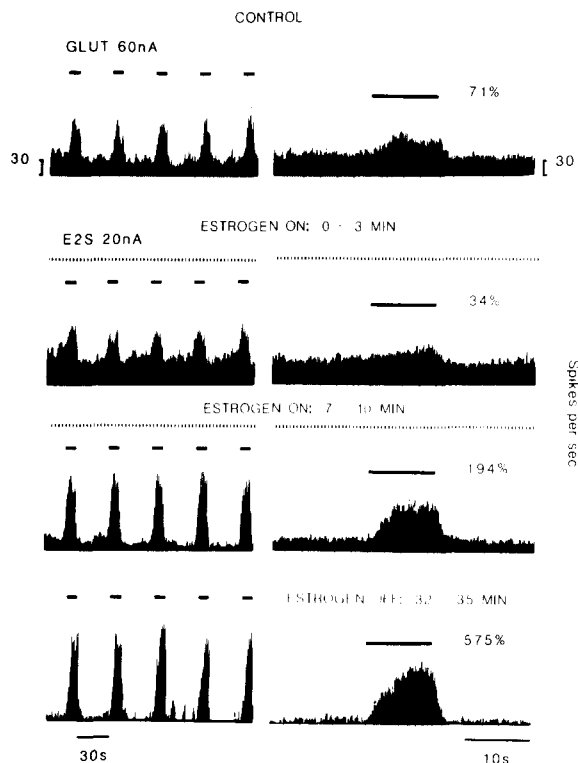 CONTROL
GLUT 60nA
71%
30
30
ESTROGEN ON: 0 - 3 MIN
E2S 20nA
34%
Spikes per sec
ESTROGEN ON: 7 10 MIN
194%
ESTROGEN OFF: 32 35 MIN
575%
30s
10s